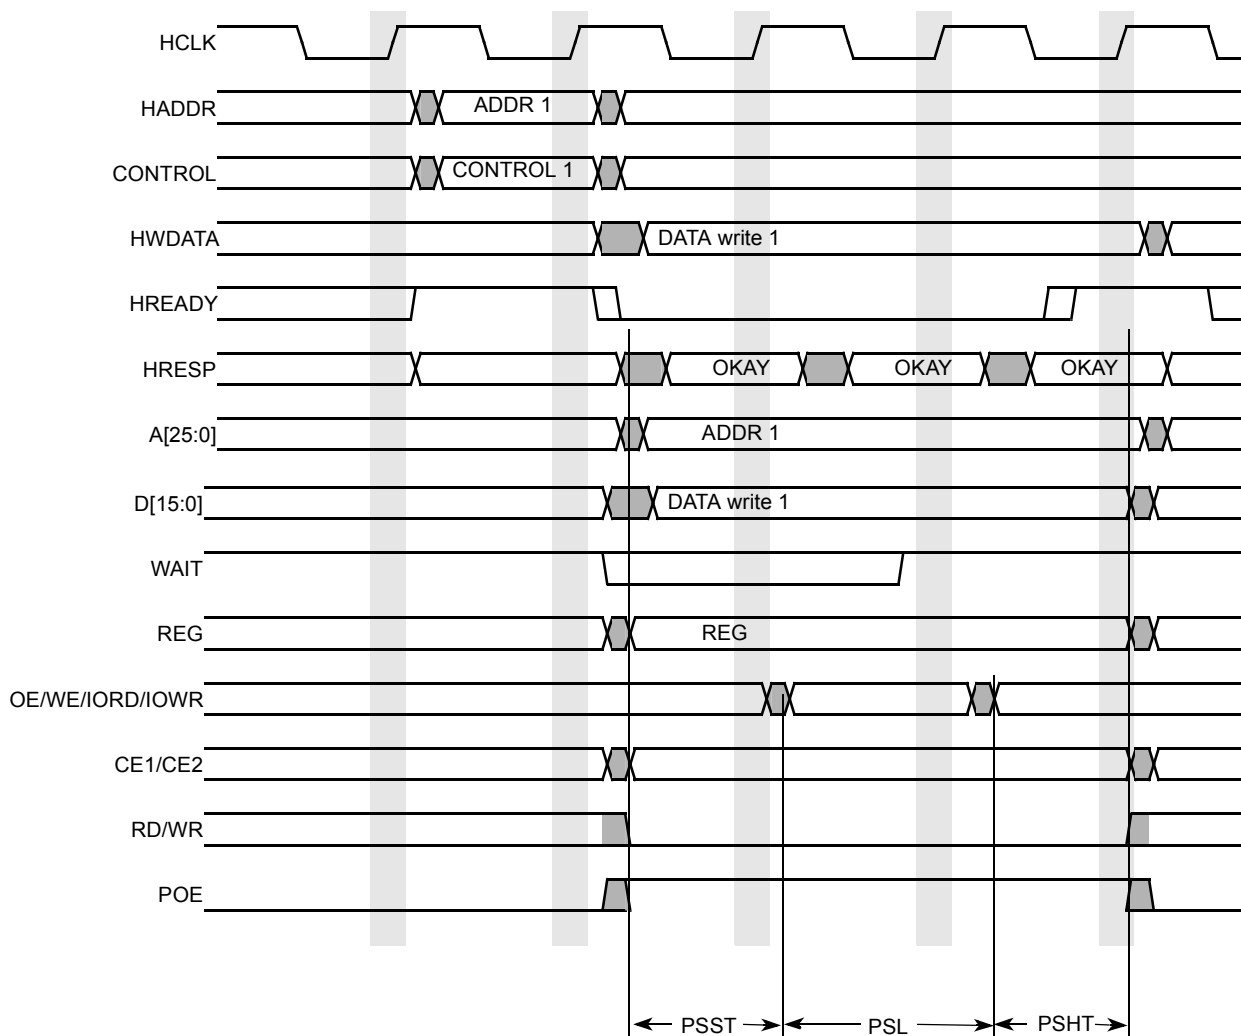 HCLK
HADDR ADDR 1
CONTROL CONTROL 1
HWDATA DATA write 1
HREADY
HRESP OKAY OKAY OKAY
A[25:0] ADDR 1
D[15:0] DATA write 1
WAIT
REG REG
OE/WE/IORD/IOWR
CE1/CE2
RD/WR
POE
PSST PSL PSHT